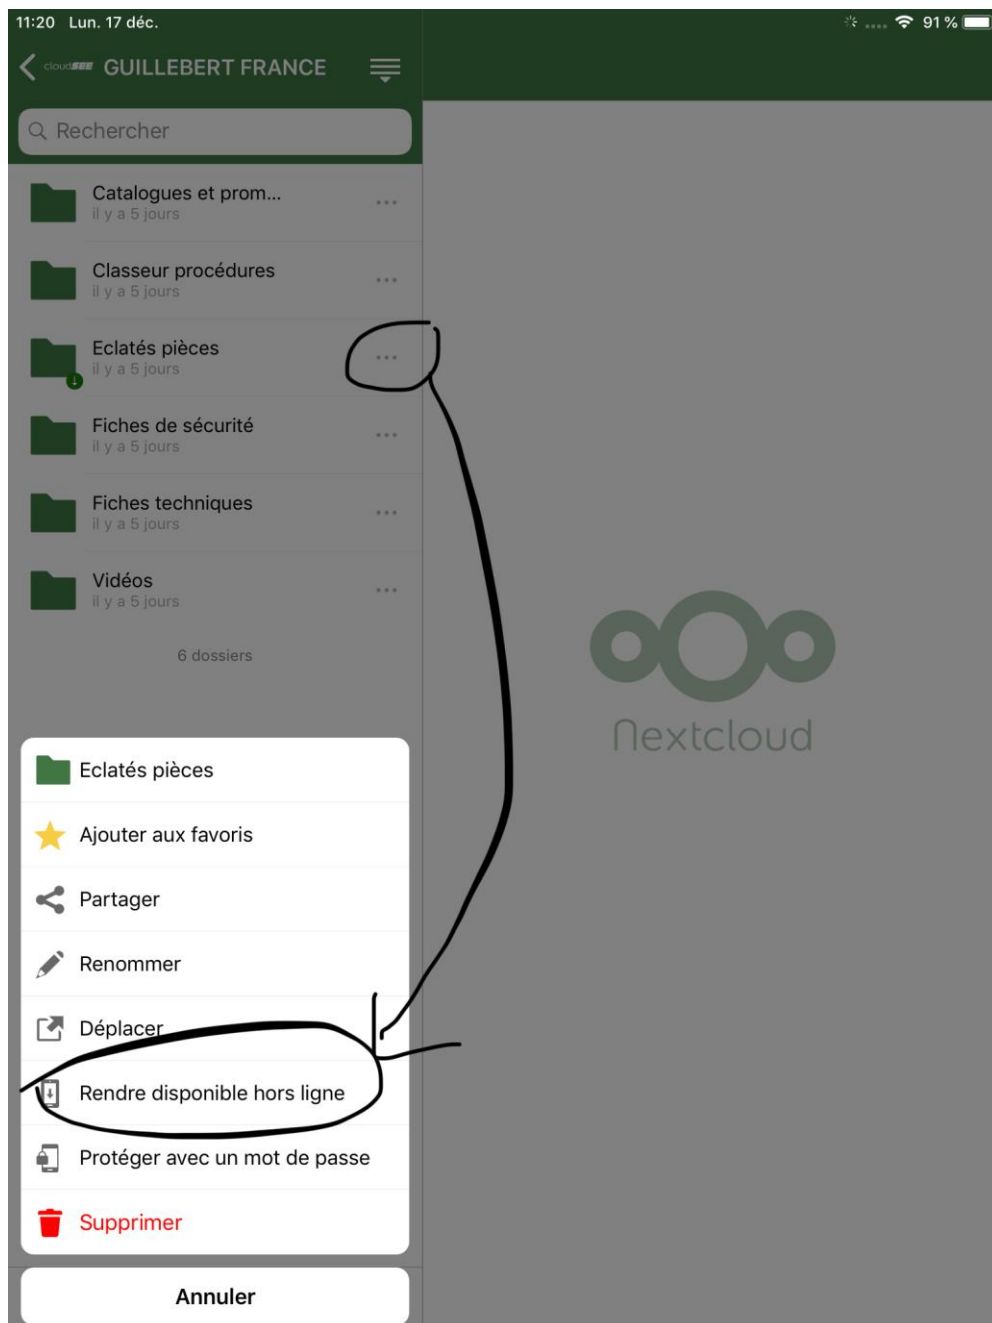 11:20 Lun. 17 déc.
91 %
cloudSEE GUILLEBERT FRANCE
Rechercher
Catalogues et prom...
il y a 5 jours
Classeur procédures
il y a 5 jours
Eclatés pièces
il y a 5 jours
Fiches de sécurité
il y a 5 jours
Fiches techniques
il y a 5 jours
Vidéos
il y a 5 jours
6 dossiers
Nextcloud
Eclatés pièces
Ajouter aux favoris
Partager
Renommer
Déplacer
Rendre disponible hors ligne
Protéger avec un mot de passe
Supprimer
Annuler